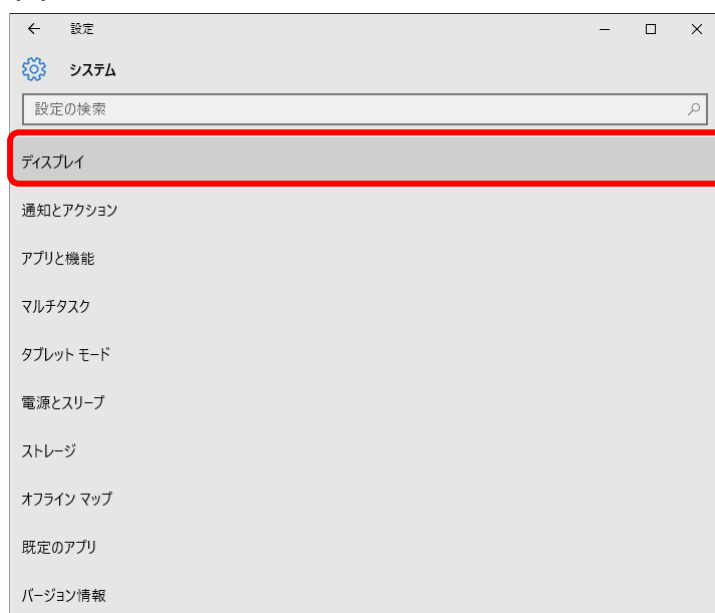 設定
システム
設定の検索
ディスプレイ
通知とアクション
アプリと機能
マルチタスク
タブレット モード
電源とスリープ
ストレージ
オフライン マップ
既定のアプリ
バージョン情報